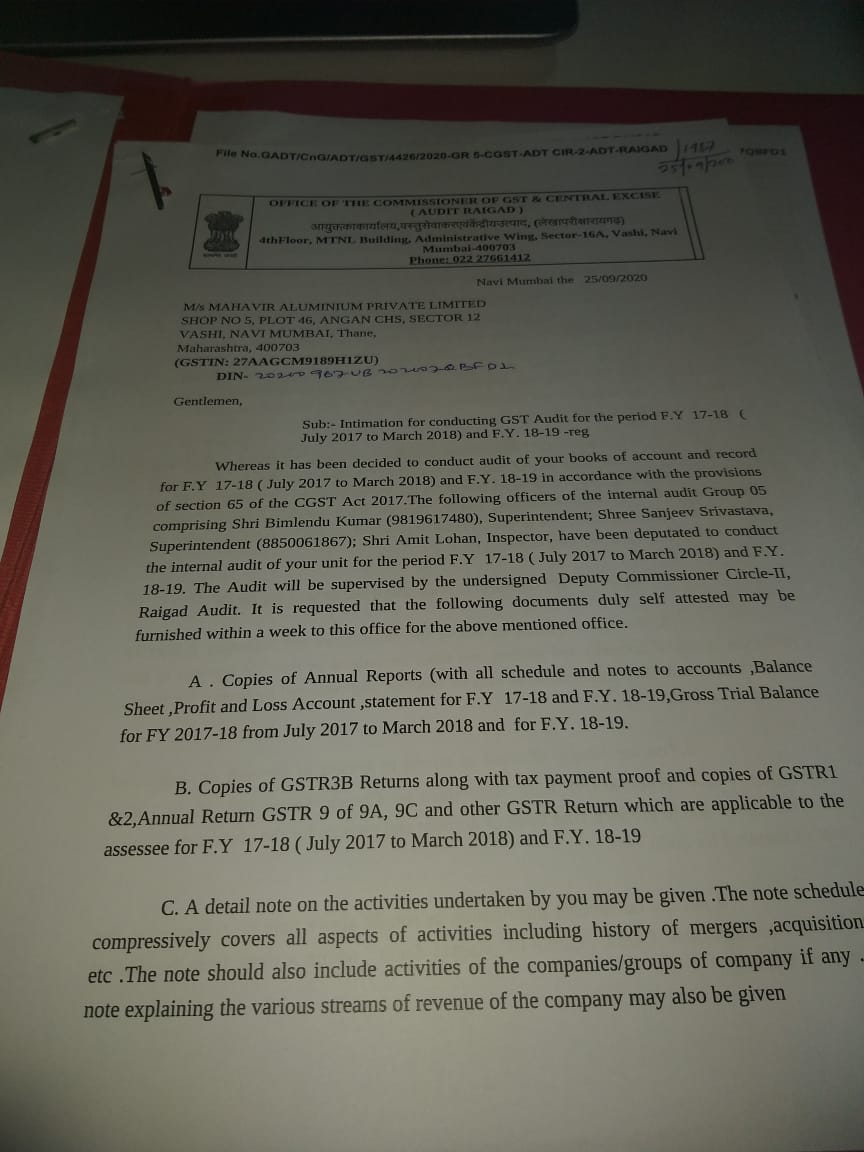 File No.GADT/CnG/ADT/GST/4426/2020-GR 5-CGST-ADT CIR-2-ADT-RAIGAD
OFFICE OF THE COMMISSIONER OF GST & CENTRAL EXCISE
( AUDIT RAIGAD )
आयुक्तकाकार्यालय,वस्तुसेवाकरएवंकेंद्रीयउत्पाद, (लेखापरीक्षारायगढ़)
4thFloor, MTNL Building, Administrative Wing, Sector-16A, Vashi, Navi
Mumbai-400703
Phone: 022 27661412
Navi Mumbai the 25/09/2020
M/s MAHAVIR ALUMINIUM PRIVATE LIMITED
SHOP NO 5, PLOT 46, ANGAN CHS, SECTOR 12
VASHI, NAVI MUMBAI, Thane,
Maharashtra, 400703
(GSTIN: 27AAGCM9189H1ZU)
DIN-
Gentlemen,
Sub:- Intimation for conducting GST Audit for the period F.Y 17-18 (
July 2017 to March 2018) and F.Y. 18-19 -reg
Whereas it has been decided to conduct audit of your books of account and record
for F.Y 17-18 ( July 2017 to March 2018) and F.Y. 18-19 in accordance with the provisions
of section 65 of the CGST Act 2017.The following officers of the internal audit Group 05
comprising Shri Bimlendu Kumar (9819617480), Superintendent; Shree Sanjeev Srivastava,
Superintendent (8850061867); Shri Amit Lohan, Inspector, have been deputated to conduct
the internal audit of your unit for the period F.Y 17-18 ( July 2017 to March 2018) and F.Y.
18-19. The Audit will be supervised by the undersigned Deputy Commissioner Circle-II,
Raigad Audit. It is requested that the following documents duly self attested may be
furnished within a week to this office for the above mentioned office.
A . Copies of Annual Reports (with all schedule and notes to accounts ,Balance
Sheet ,Profit and Loss Account ,statement for F.Y 17-18 and F.Y. 18-19,Gross Trial Balance
for FY 2017-18 from July 2017 to March 2018 and for F.Y. 18-19.
B. Copies of GSTR3B Returns along with tax payment proof and copies of GSTR1
&2,Annual Return GSTR 9 of 9A, 9C and other GSTR Return which are applicable to the
assessee for F.Y 17-18 ( July 2017 to March 2018) and F.Y. 18-19
C. A detail note on the activities undertaken by you may be given .The note schedule
compressively covers all aspects of activities including history of mergers ,acquisition
etc .The note should also include activities of the companies/groups of company if any .
note explaining the various streams of revenue of the company may also be given